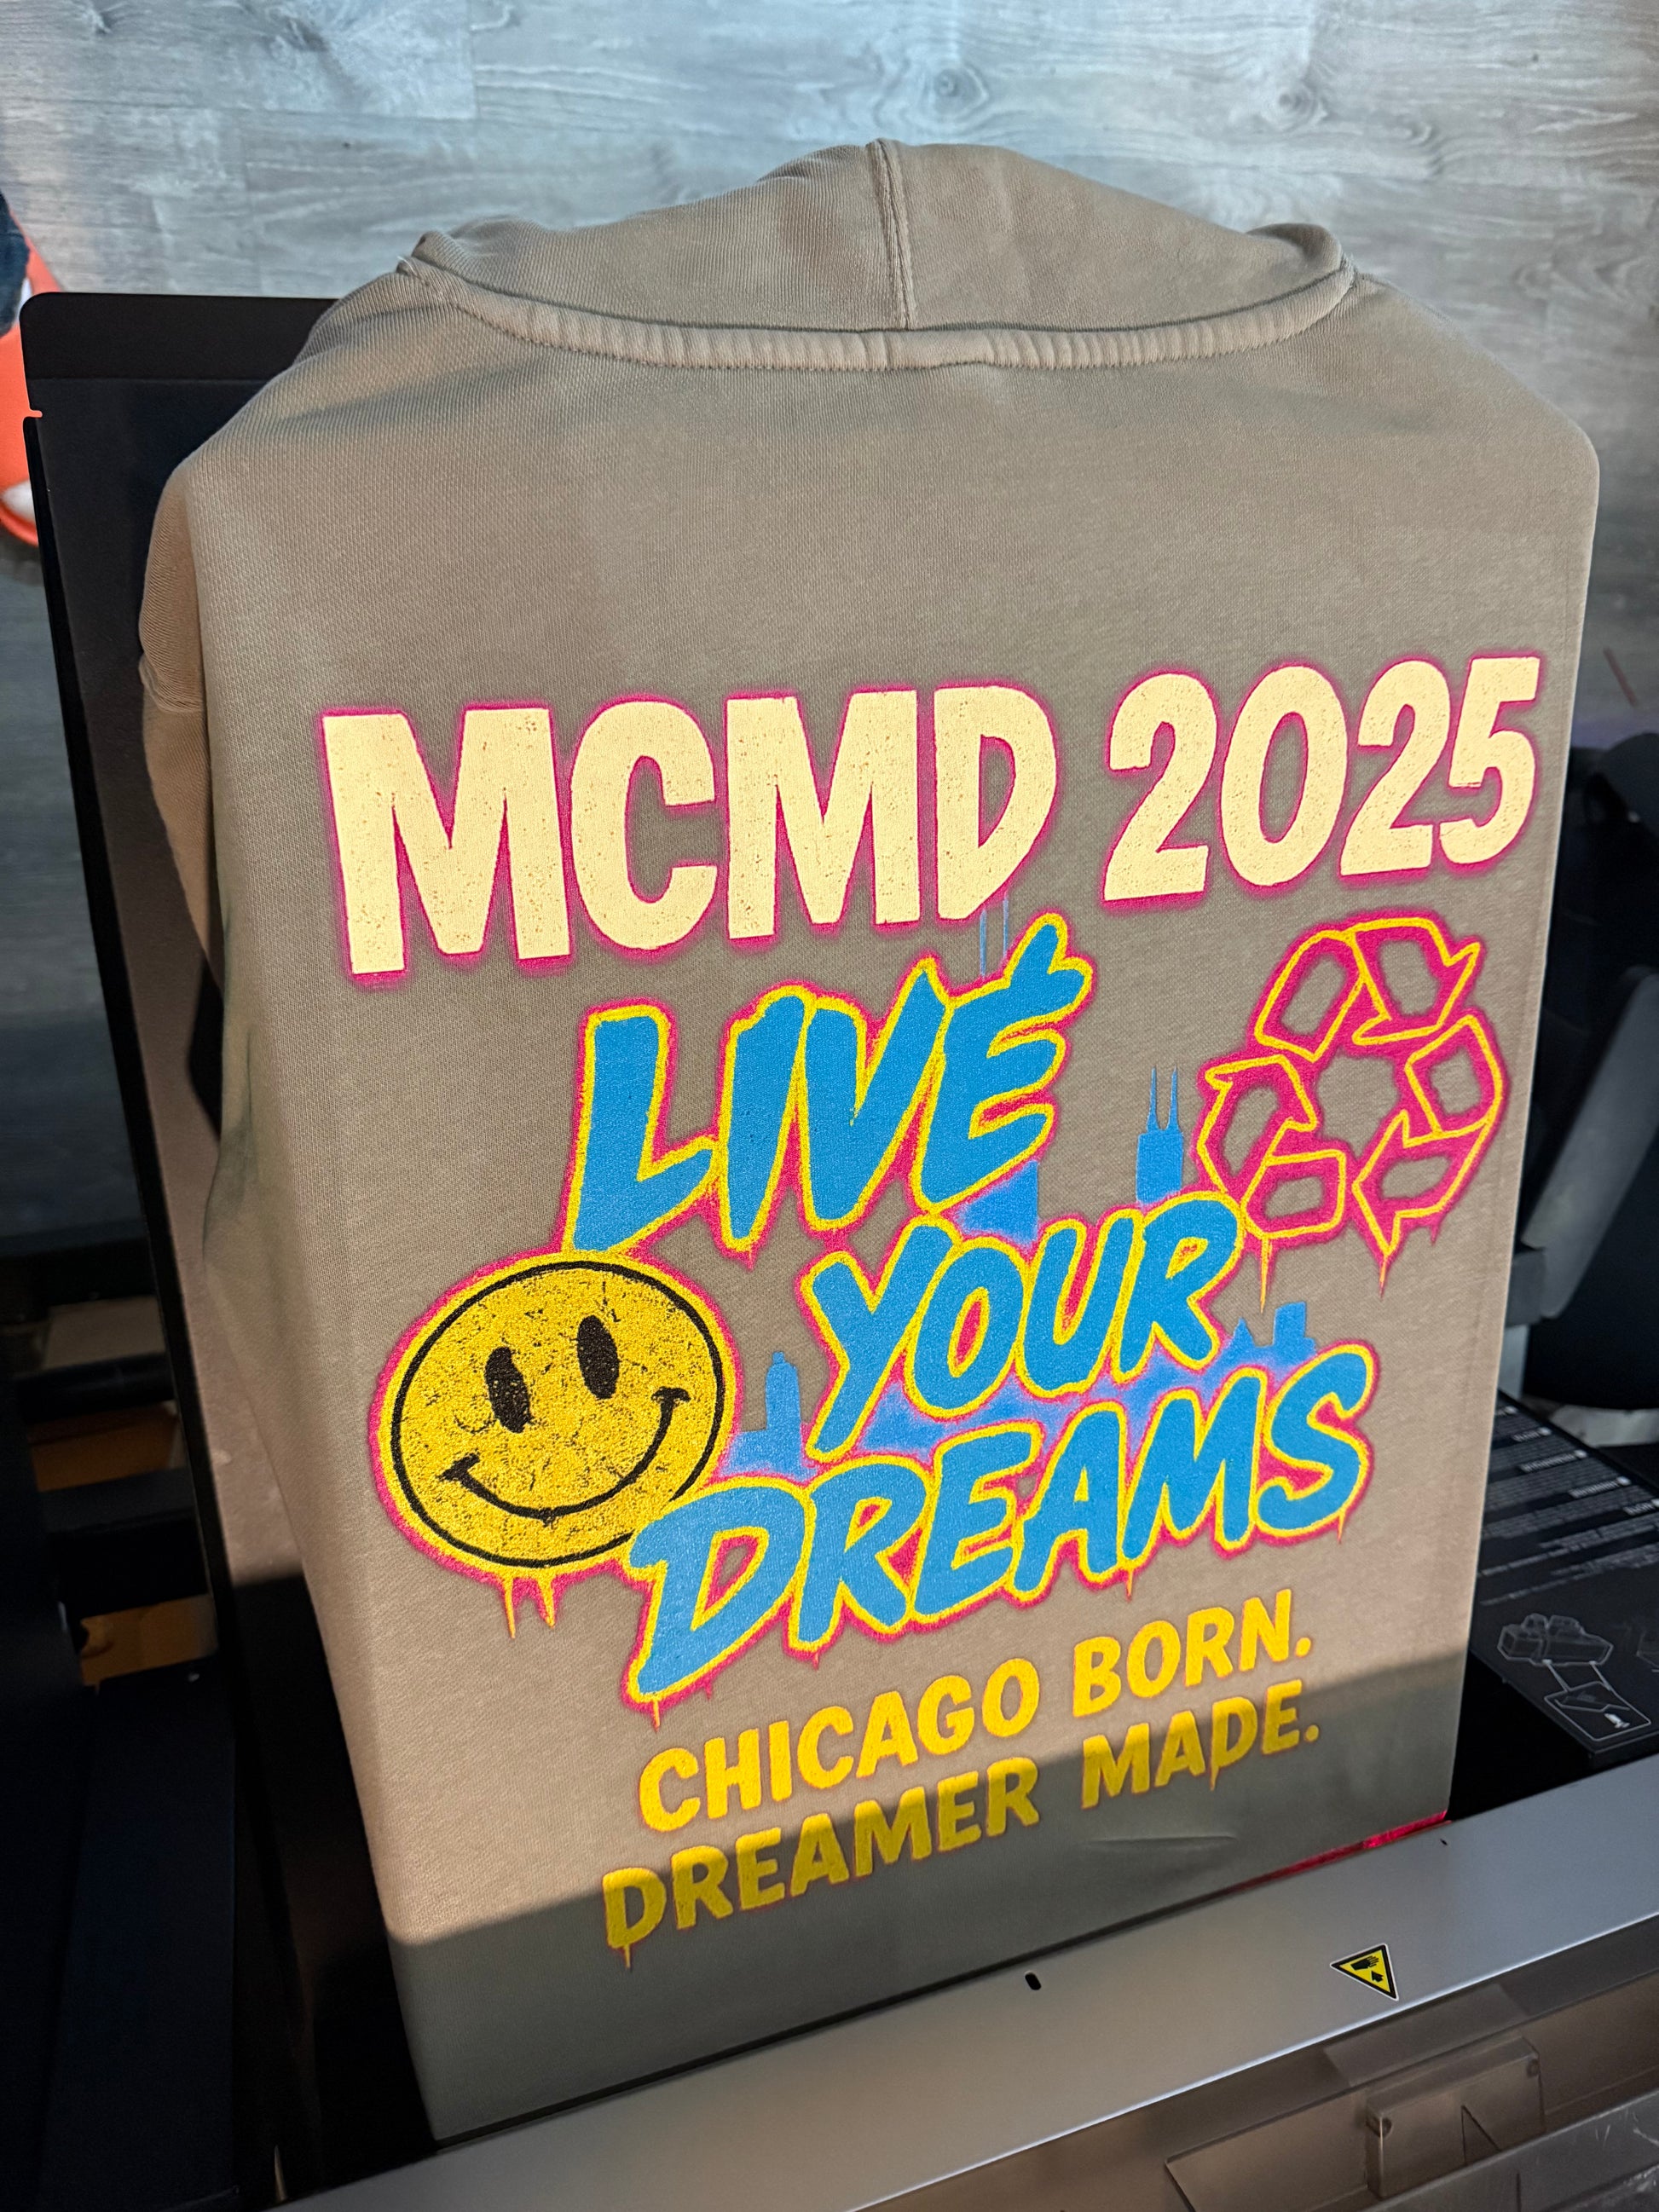 MCMD 2025
LIVE
YOUR
DREAMS
CHICAGO BORN.
DREAMER MADE.